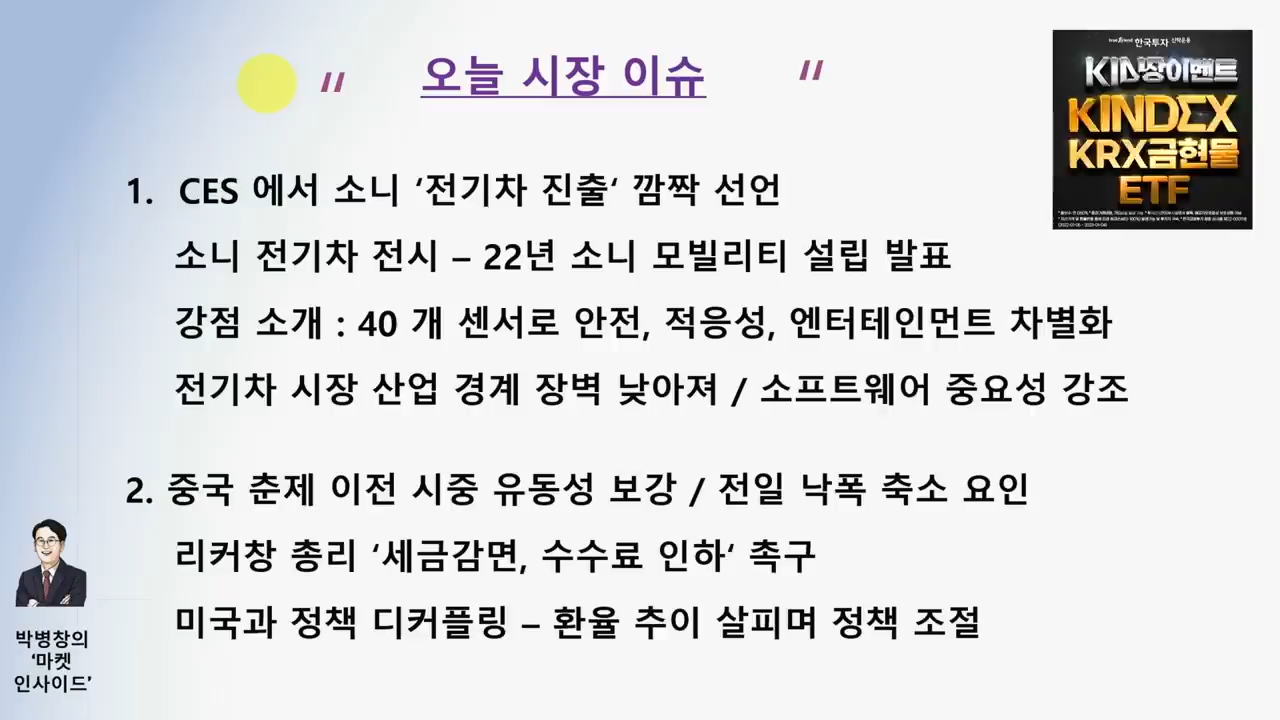 " 오늘 시장 이슈 "
한국투자 신탁운용
KINDEX
KRX금현물
ETF
1. CES 에서 소니 ‘전기차 진출‘ 깜짝 선언
소니 전기차 전시 – 22년 소니 모빌리티 설립 발표
강점 소개 : 40 개 센서로 안전, 적응성, 엔터테인먼트 차별화
전기차 시장 산업 경계 장벽 낮아져 / 소프트웨어 중요성 강조
2. 중국 춘제 이전 시중 유동성 보강 / 전일 낙폭 축소 요인
리커창 총리 ‘세금감면, 수수료 인하‘ 촉구
미국과 정책 디커플링 – 환율 추이 살피며 정책 조절
박병창의
‘마켓
인사이드’